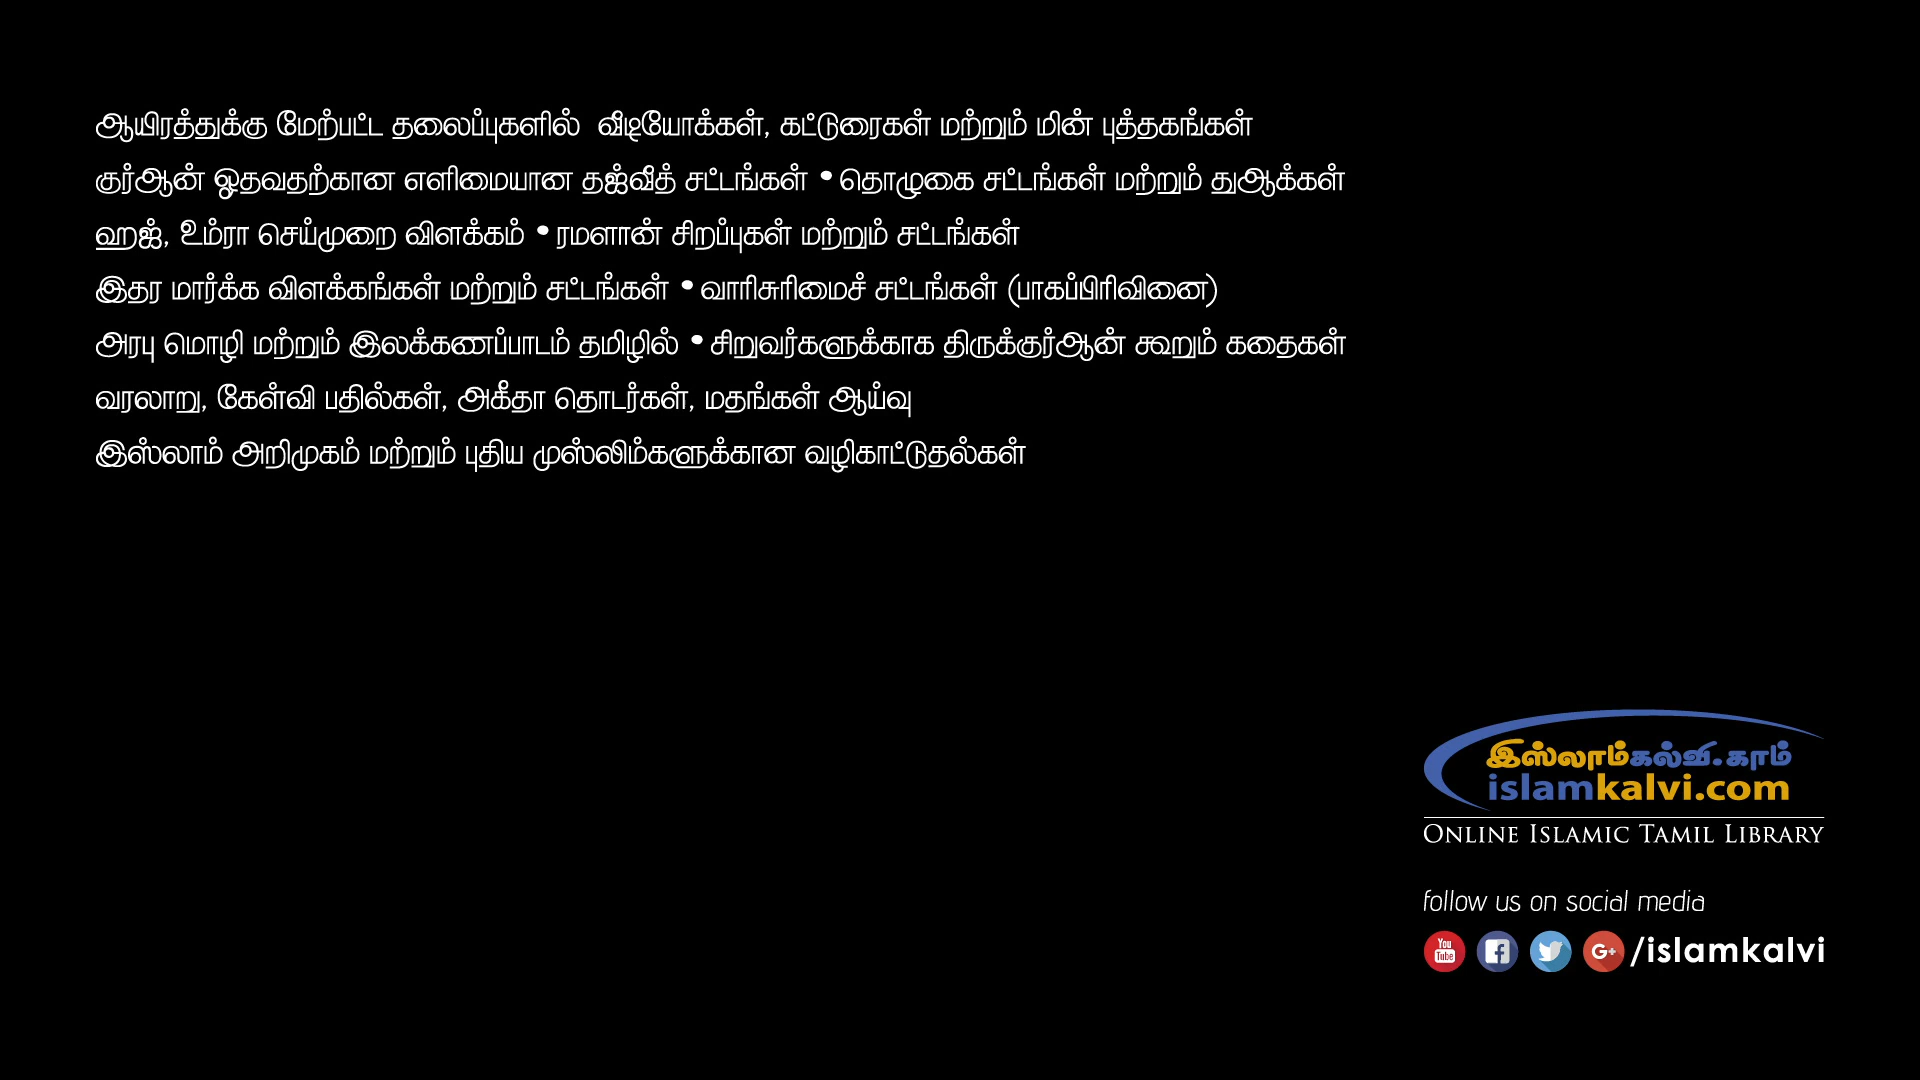 ஆயிரத்துக்கு மேற்பட்ட தலைப்புகளில் வீடியோக்கள், கட்டுரைகள் மற்றும் மின் புத்தகங்கள்
குர்ஆன் ஓதவதற்கான எளிமையான தஜ்வீத் சட்டங்கள் • தொழுகை சட்டங்கள் மற்றும் துஆக்கள்
ஹஜ், உம்ரா செய்முறை விளக்கம் • ரமளான் சிறப்புகள் மற்றும் சட்டங்கள்
இதர மார்க்க விளக்கங்கள் மற்றும் சட்டங்கள் • வாரிசுரிமைச் சட்டங்கள் (பாகப்பிரிவினை)
அரபு மொழி மற்றும் இலக்கணப்பாடம் தமிழில் • சிறுவர்களுக்காக திருக்குர்ஆன் கூறும் கதைகள்
வரலாறு, கேள்வி பதில்கள், அகீதா தொடர்கள், மதங்கள் ஆய்வு
இஸ்லாம் அறிமுகம் மற்றும் புதிய முஸ்லிம்களுக்கான வழிகாட்டுதல்கள்
இஸ்லாம்கல்வி.காம்
islamkalvi.com
ONLINE ISLAMIC TAMIL LIBRARY
follow us on social media
You Tube f G+ /islamkalvi